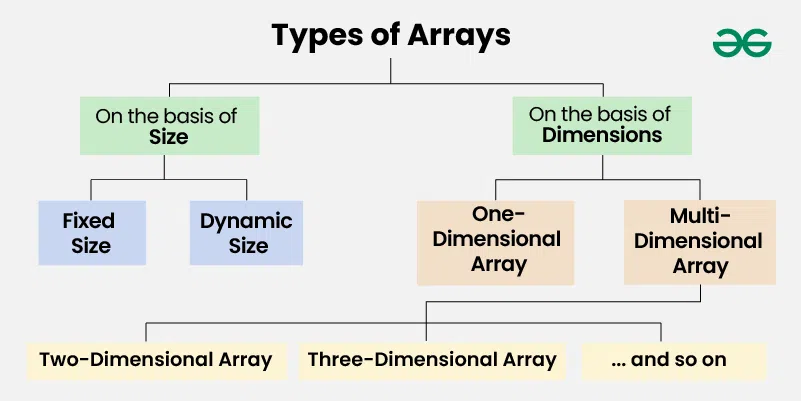 Types of Arrays
On the basis of
Size
On the basis of
Dimensions
Fixed
Size
Dynamic
Size
One-
Dimensional
Array
Multi-
Dimensional
Array
Two-Dimensional Array
Three-Dimensional Array
... and so on